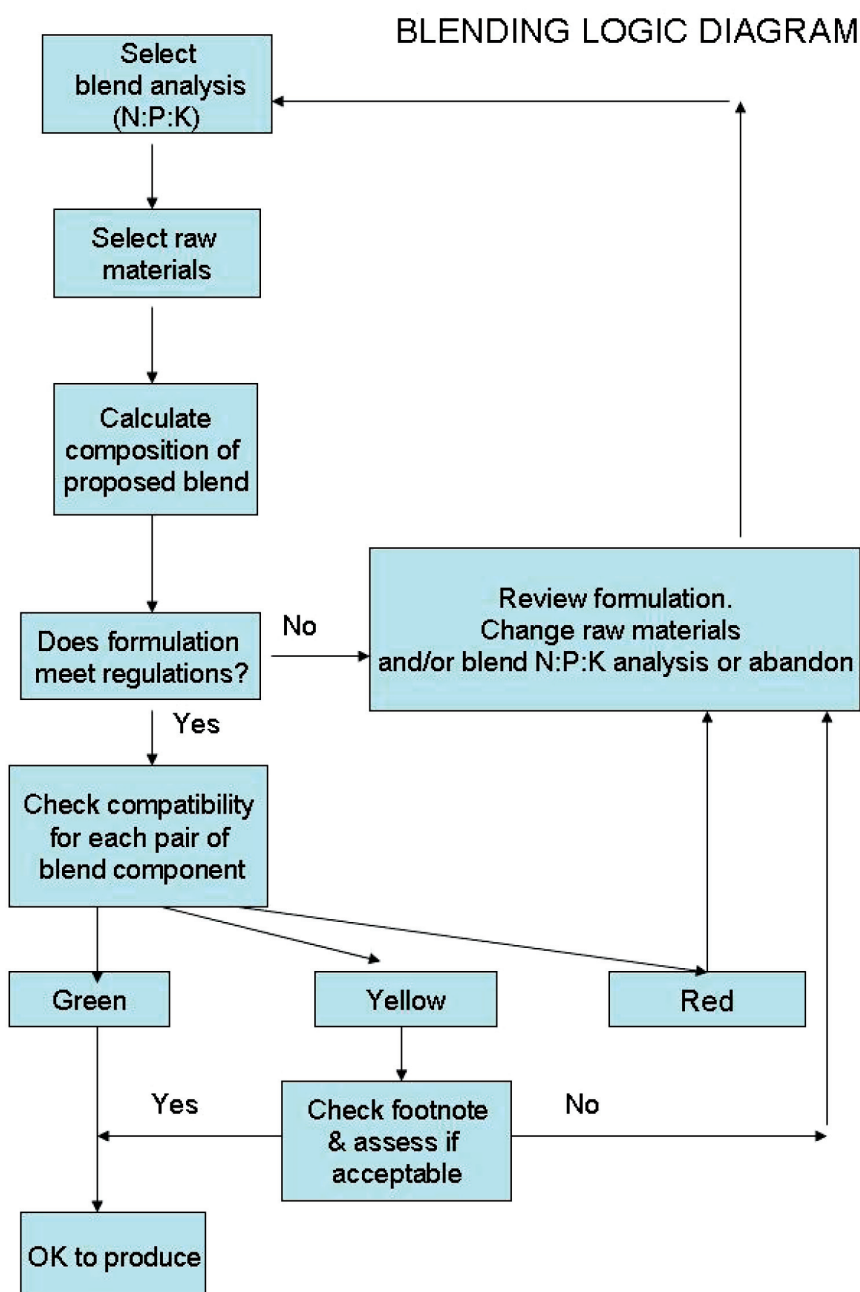 BLENDING LOGIC DIAGRAM
Select
blend analysis
(N:P:K)
Select raw
materials
Calculate
composition of
proposed blend
Does formulation
meet regulations?
No
Review formulation.
Change raw materials
and/or blend N:P:K analysis or abandon
Yes
Check compatibility
for each pair of
blend component
Green
Yellow
Red
Yes
Check footnote
& assess if
acceptable
No
OK to produce